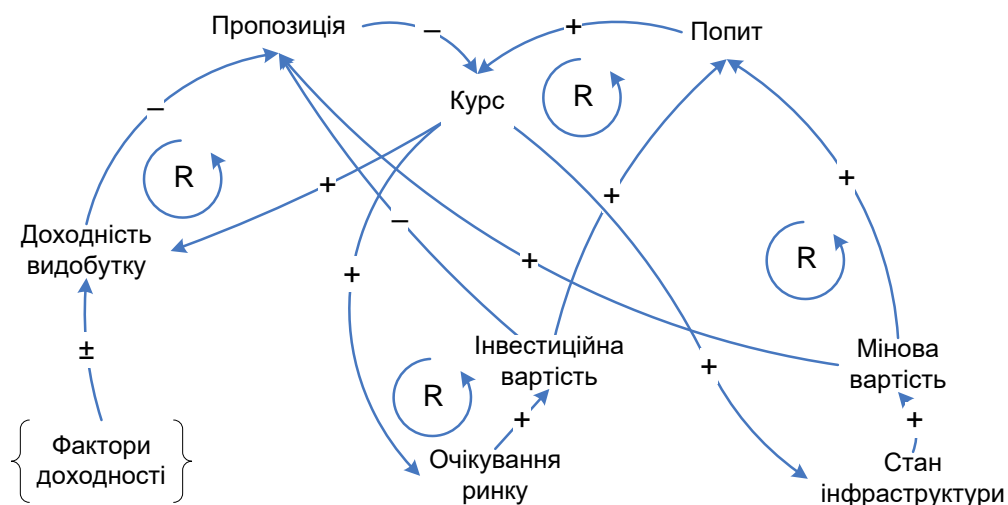 Пропозиція
–
+
Попит
Курс
R
–
R
+
+
–
Доходність
видобутку
+
+
R
±
Інвестиційна
вартість
Мінова
вартість
+
R
+
+
Фактори
доходності
Очікування
ринку
Стан
інфраструктури